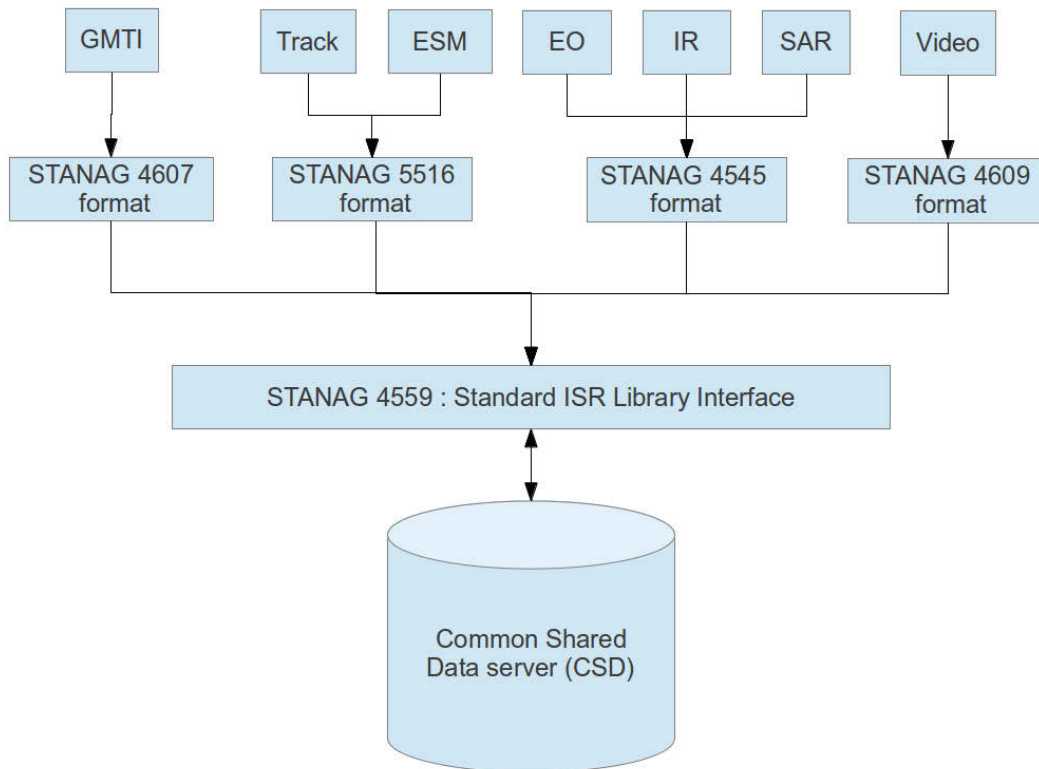 GMTI
Track
ESM
EO
IR
SAR
Video
STANAG 4607
format
STANAG 5516
format
STANAG 4545
format
STANAG 4609
format
STANAG 4559 : Standard ISR Library Interface
Common Shared
Data server (CSD)